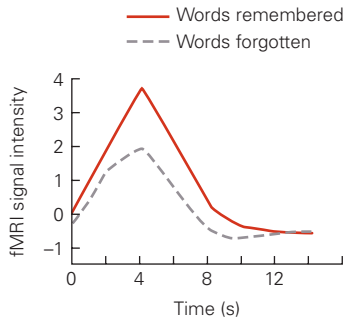 Words remembered
Words forgotten
fMRI signal intensity
4
3
2
1
0
–1
0
4
8
12
Time (s)